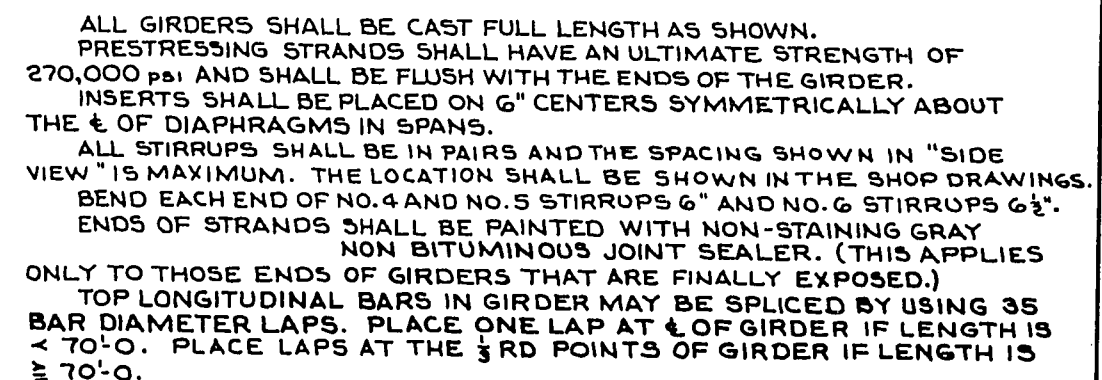 ALL GIRDERS SHALL BE CAST FULL LENGTH AS SHOWN.
PRESTRESSING STRANDS SHALL HAVE AN ULTIMATE STRENGTH OF
270,000 psi AND SHALL BE FLUSH WITH THE ENDS OF THE GIRDER.
INSERTS SHALL BE PLACED ON 6" CENTERS SYMMETRICALLY ABOUT
THE ℄ OF DIAPHRAGMS IN SPANS.
ALL STIRRUPS SHALL BE IN PAIRS AND THE SPACING SHOWN IN "SIDE
VIEW" IS MAXIMUM. THE LOCATION SHALL BE SHOWN IN THE SHOP DRAWINGS.
BEND EACH END OF NO.4 AND NO.5 STIRRUPS 6" AND NO.6 STIRRUPS 6½".
ENDS OF STRANDS SHALL BE PAINTED WITH NON-STAINING GRAY
NON BITUMINOUS JOINT SEALER. (THIS APPLIES
ONLY TO THOSE ENDS OF GIRDERS THAT ARE FINALLY EXPOSED.)
TOP LONGITUDINAL BARS IN GIRDER MAY BE SPLICED BY USING 35
BAR DIAMETER LAPS. PLACE ONE LAP AT ℄ OF GIRDER IF LENGTH IS
< 70'-0. PLACE LAPS AT THE ⅓ RD POINTS OF GIRDER IF LENGTH IS
≥ 70'-0.